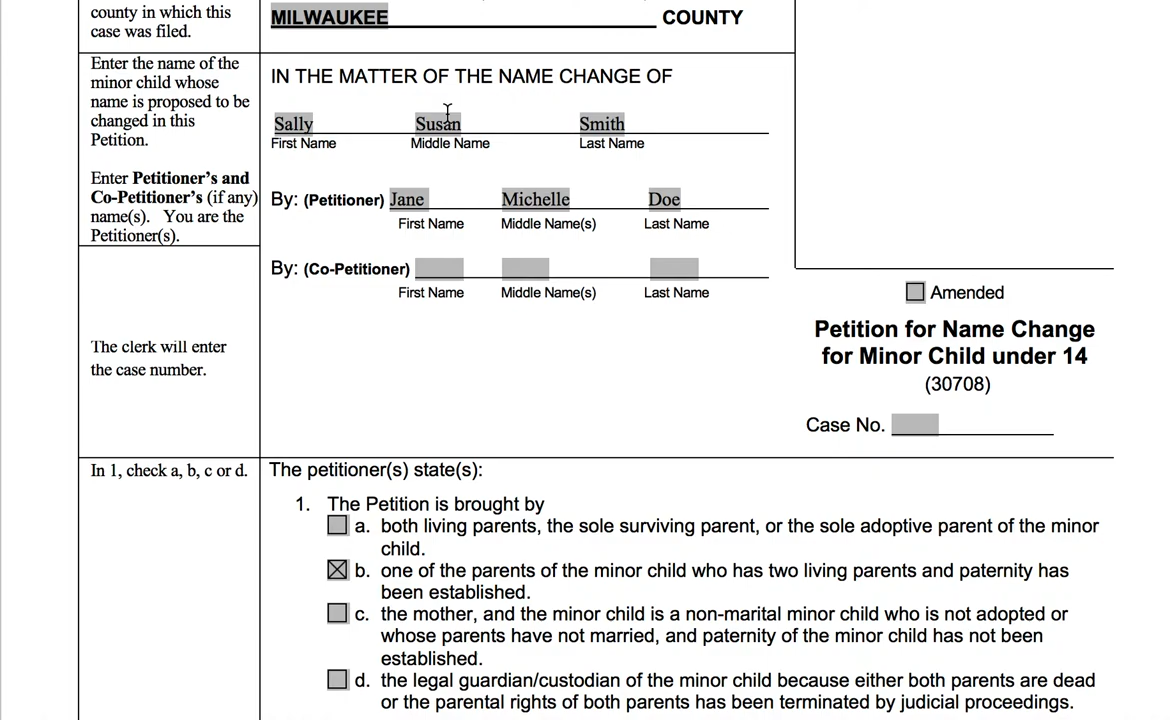 county in which this
case was filed.
MILWAUKEE COUNTY
Enter the name of the
minor child whose
name is proposed to be
changed in this
Petition.
IN THE MATTER OF THE NAME CHANGE OF
Sally Susan Smith
First Name Middle Name Last Name
Enter Petitioner's and
Co-Petitioner's (if any)
name(s). You are the
Petitioner(s).
By: (Petitioner) Jane Michelle Doe
First Name Middle Name(s) Last Name
By: (Co-Petitioner)
First Name Middle Name(s) Last Name
Amended
Petition for Name Change
for Minor Child under 14
(30708)
Case No.
The clerk will enter
the case number.
In 1, check a, b, c or d.
The petitioner(s) state(s):
1. The Petition is brought by
a. both living parents, the sole surviving parent, or the sole adoptive parent of the minor
child.
b. one of the parents of the minor child who has two living parents and paternity has
been established.
c. the mother, and the minor child is a non-marital minor child who is not adopted or
whose parents have not married, and paternity of the minor child has not been
established.
d. the legal guardian/custodian of the minor child because either both parents are dead
or the parental rights of both parents has been terminated by judicial proceedings.